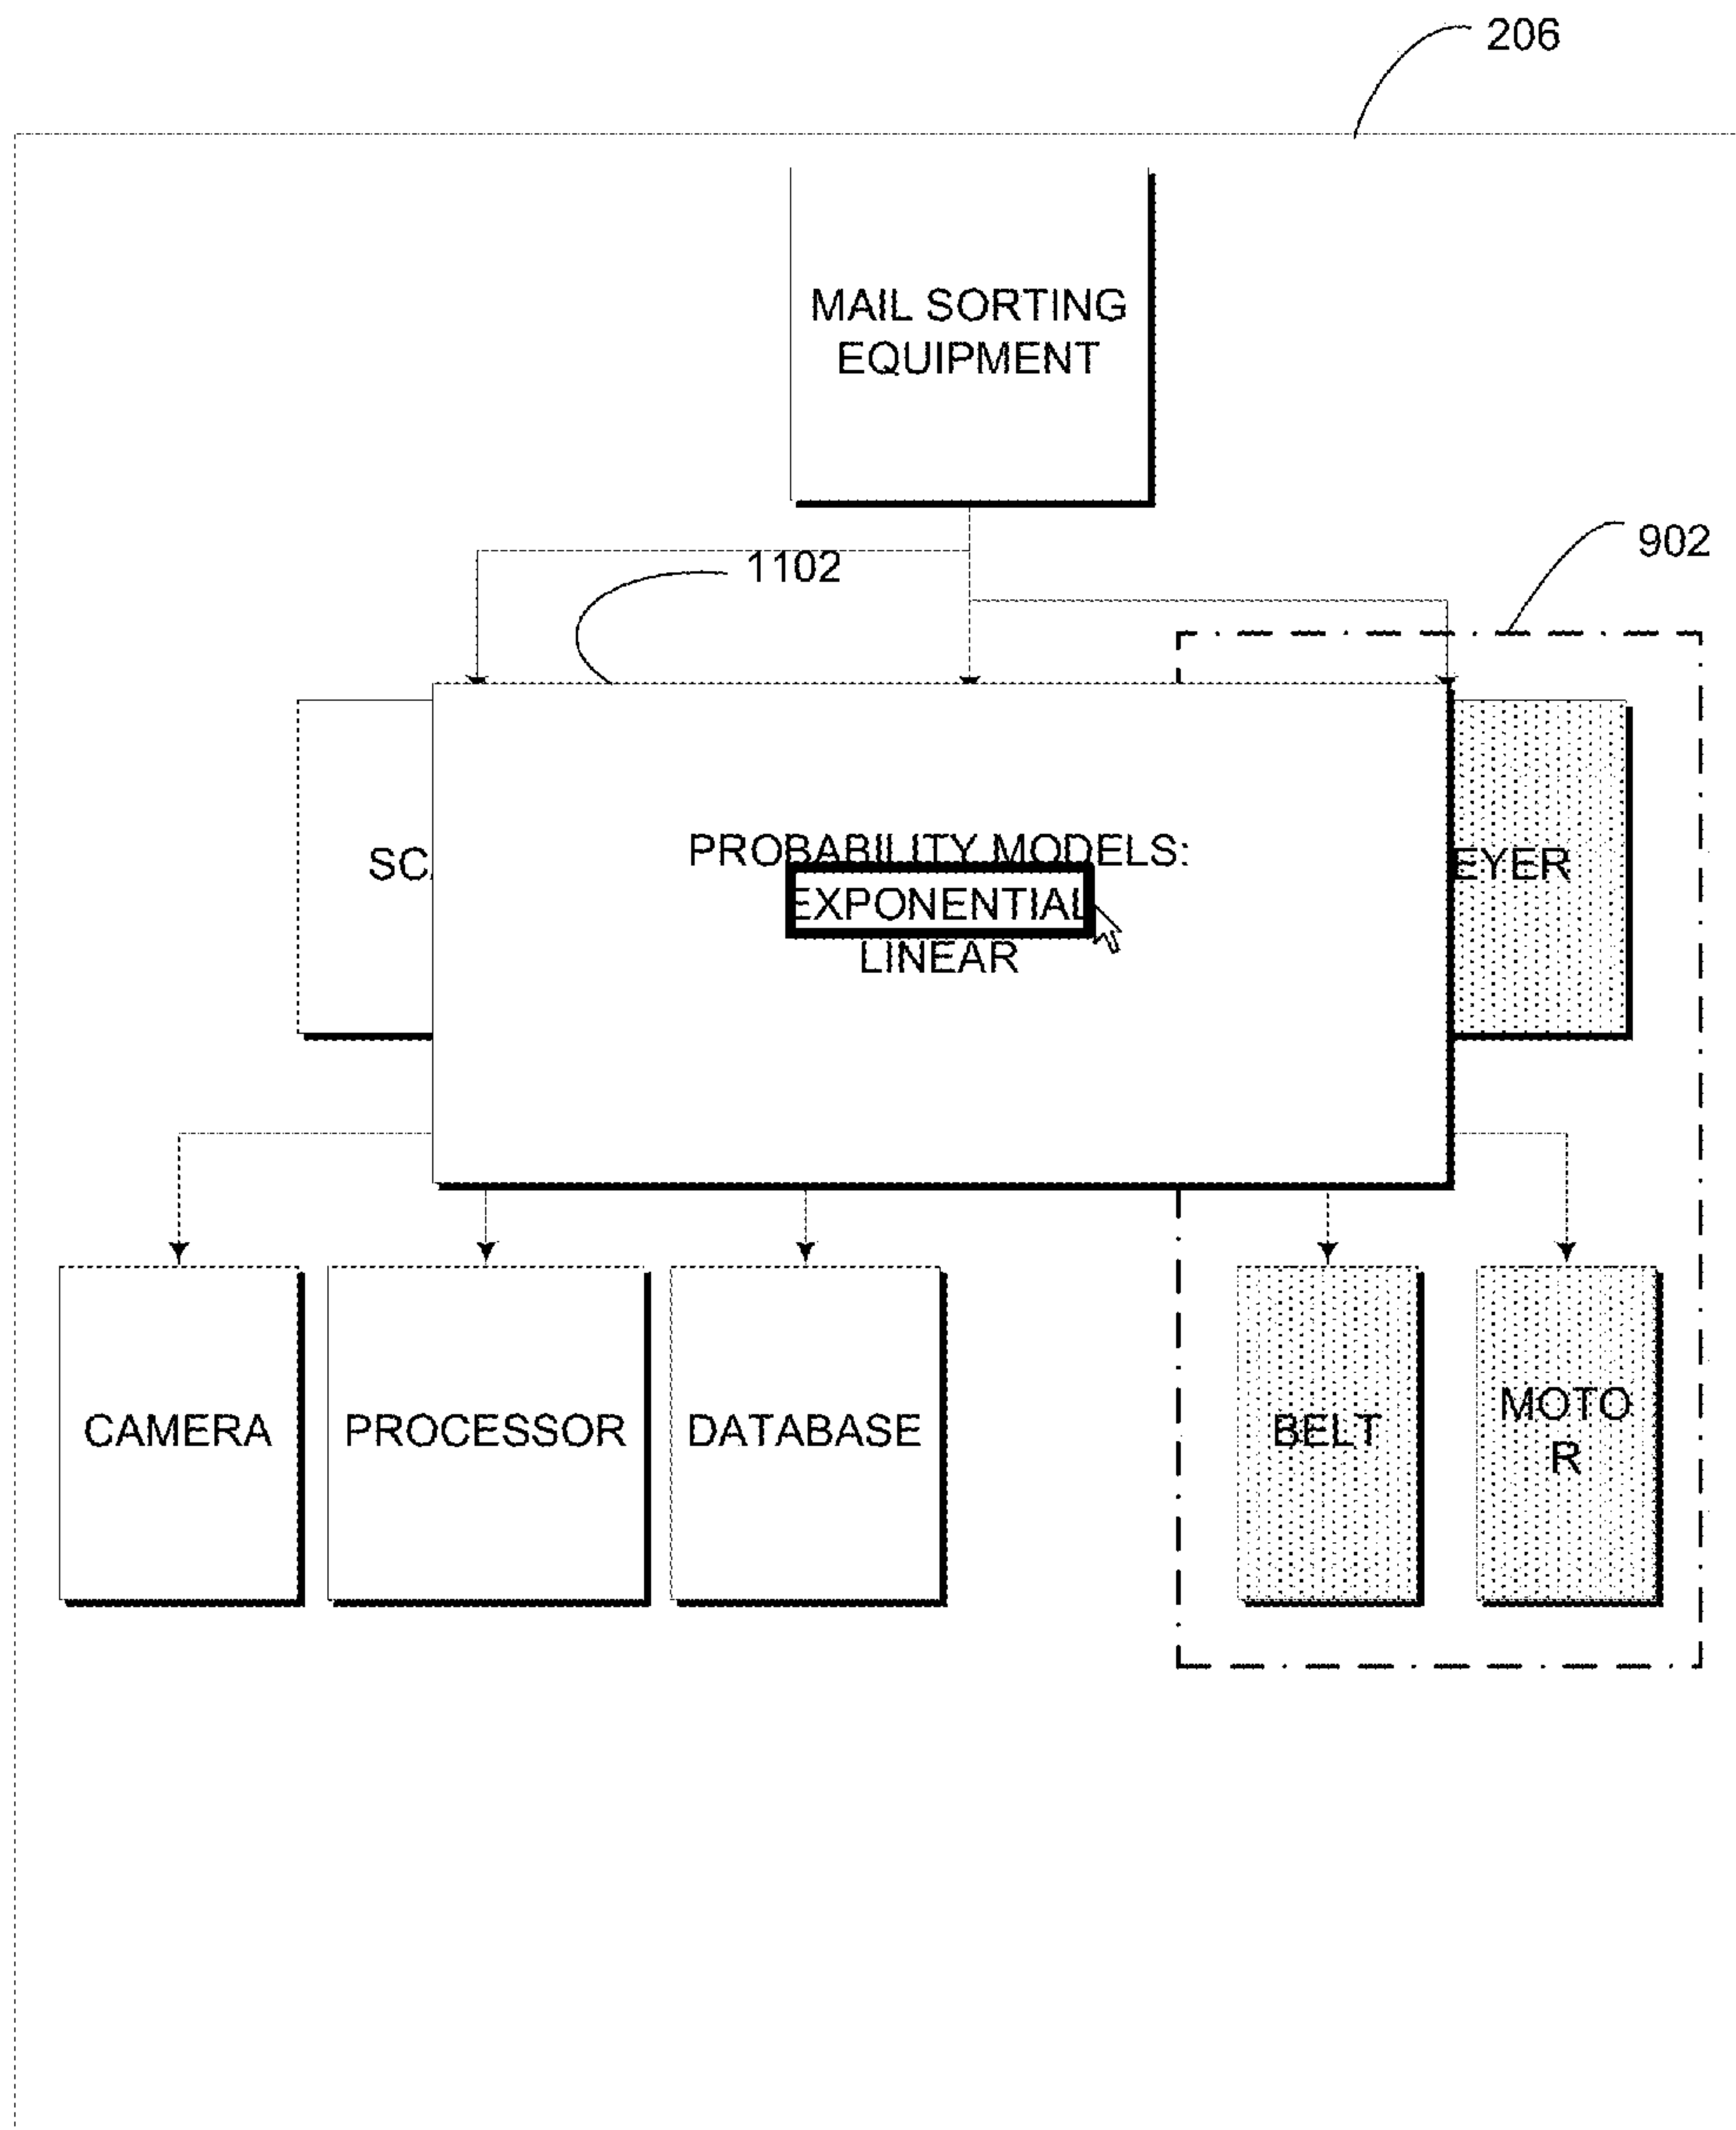 206
MAIL SORTING
EQUIPMENT
902
1102
SC
EYER
PROBABILITY MODELS:
EXPONENTIAL
LINEAR
CAMERA
PROCESSOR
DATABASE
BELT
MOTO
R